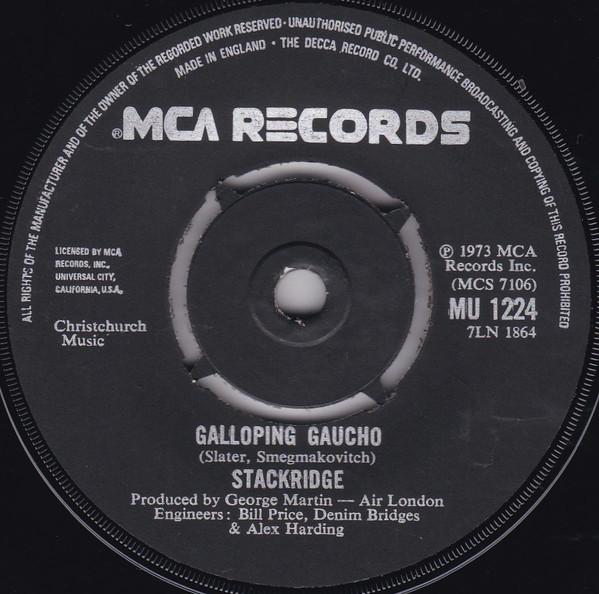 ALL RIGHTS OF THE MANUFACTURER AND OF THE OWNER OF THE RECORDED WORK RESERVED · UNAUTHORISED PUBLIC PERFORMANCE BROADCASTING AND COPYING OF THIS RECORD PROHIBITED
MADE IN ENGLAND · THE DECCA RECORD CO. LTD.
®MCA RECORDS
LICENSED BY MCA
RECORDS, INC.,
UNIVERSAL CITY,
CALIFORNIA, U.S.A.
Christchurch
Music
℗ 1973 MCA
Records Inc.
(MCS 7106)
MU 1224
7LN 1864
GALLOPING GAUCHO
(Slater, Smegmakovitch)
STACKRIDGE
Produced by George Martin — Air London
Engineers: Bill Price, Denim Bridges
& Alex Harding